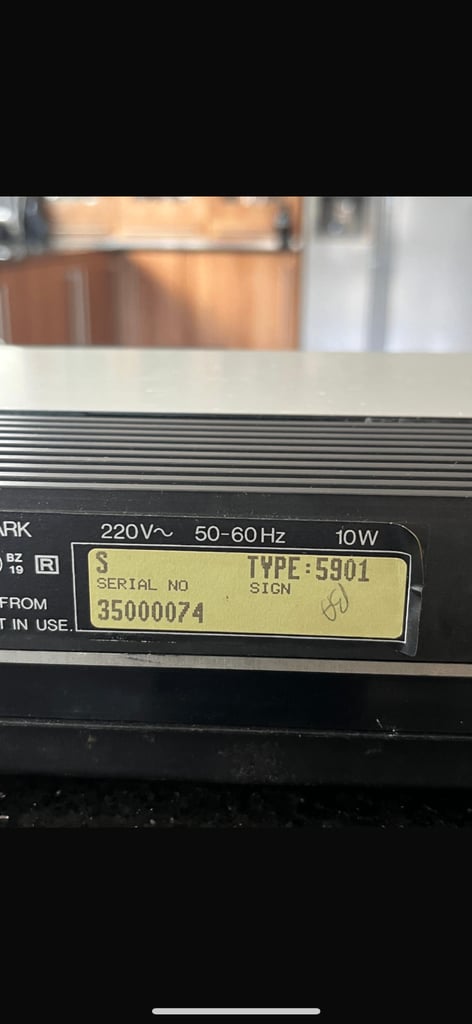 ARK 220V~ 50-60Hz 10W
BZ
19 R
S TYPE:5901
SERIAL NO SIGN
FROM
35000074
T IN USE.